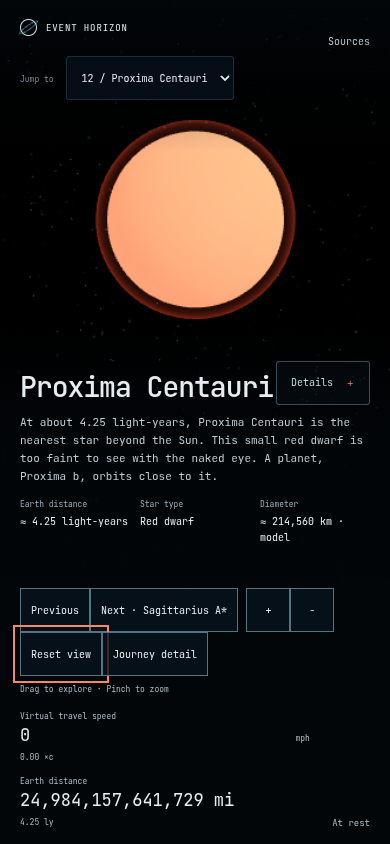 EVENT HORIZON
Sources
Jump to
12 / Proxima Centauri
Proxima Centauri
Details +
At about 4.25 light-years, Proxima Centauri is the
nearest star beyond the Sun. This small red dwarf is
too faint to see with the naked eye. A planet,
Proxima b, orbits close to it.
Earth distance
≈ 4.25 light-years
Star type
Red dwarf
Diameter
≈ 214,560 km ·
model
Previous
Next · Sagittarius A*
+
-
Reset view
Journey detail
Drag to explore · Pinch to zoom
Virtual travel speed
0
mph
0.00 ×c
Earth distance
24,984,157,641,729 mi
4.25 ly
At rest